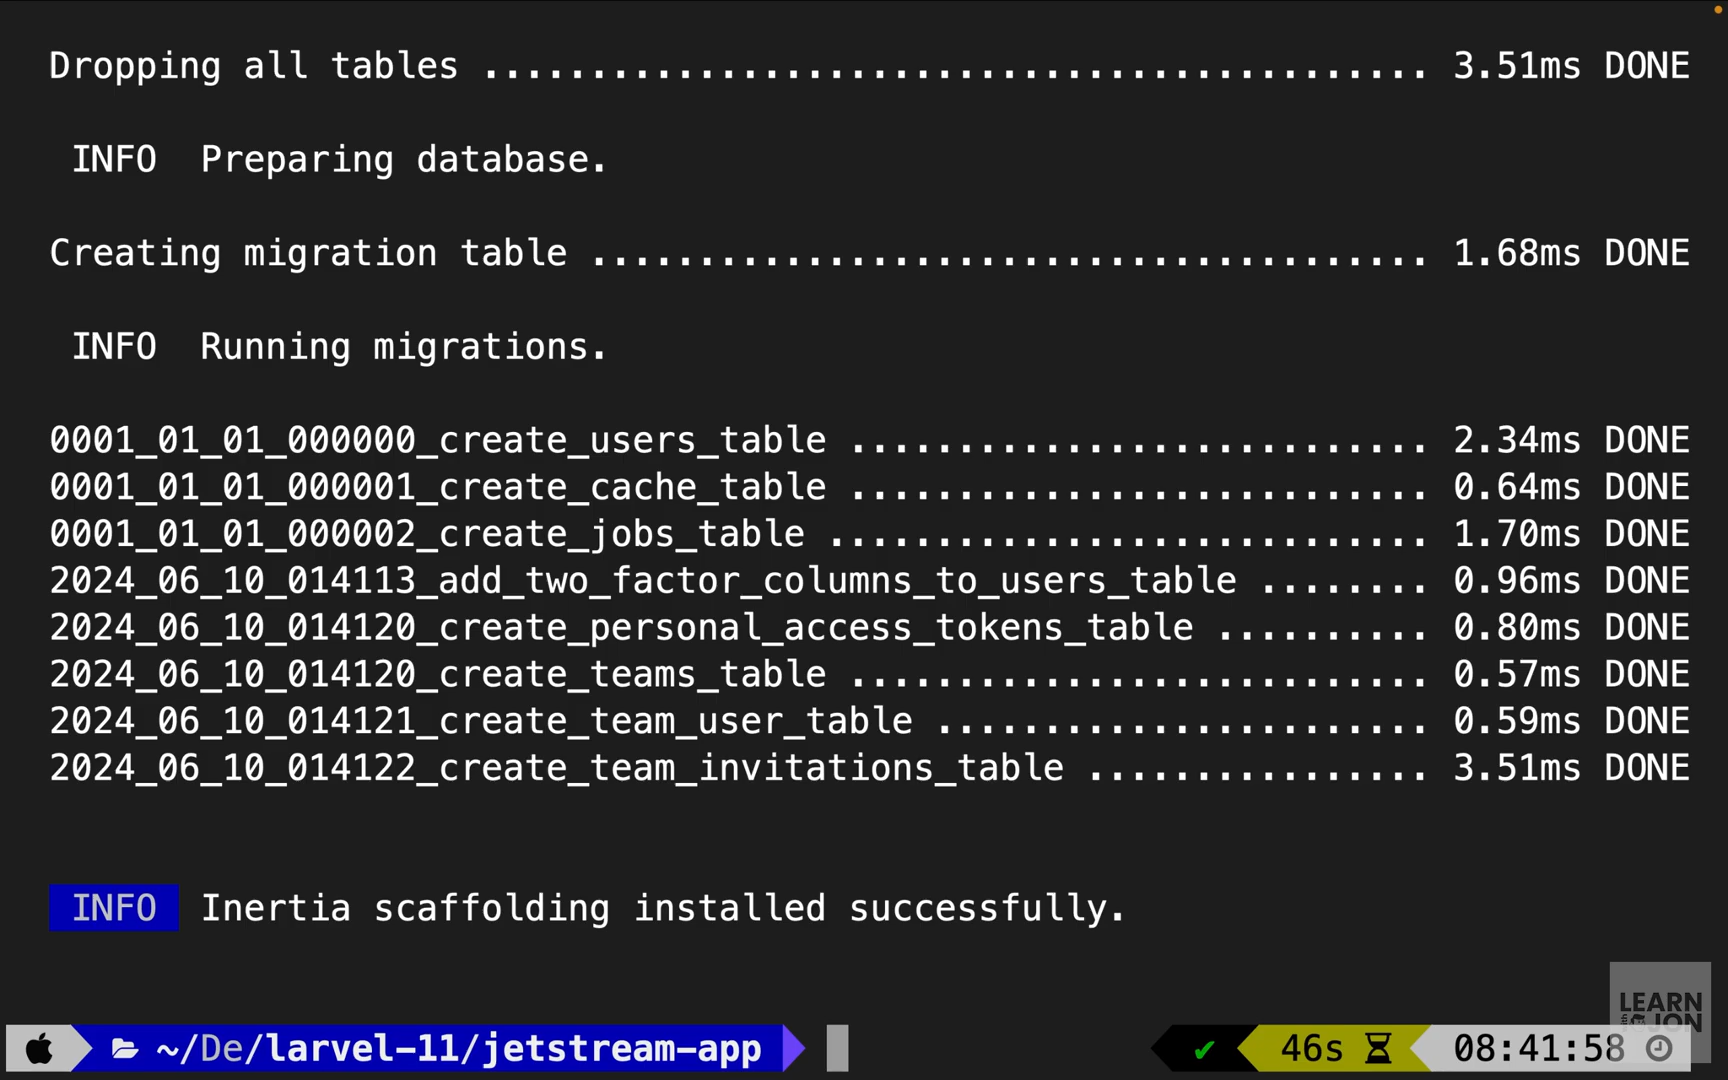 Dropping all tables ............................................ 3.51ms DONE
INFO  Preparing database.
Creating migration table ....................................... 1.68ms DONE
INFO  Running migrations.
0001_01_01_000000_create_users_table ........................... 2.34ms DONE
0001_01_01_000001_create_cache_table ........................... 0.64ms DONE
0001_01_01_000002_create_jobs_table ............................ 1.70ms DONE
2024_06_10_014113_add_two_factor_columns_to_users_table ........ 0.96ms DONE
2024_06_10_014120_create_personal_access_tokens_table .......... 0.80ms DONE
2024_06_10_014120_create_teams_table ........................... 0.57ms DONE
2024_06_10_014121_create_team_user_table ....................... 0.59ms DONE
2024_06_10_014122_create_team_invitations_table ................ 3.51ms DONE
INFO  Inertia scaffolding installed successfully.
~/De/larvel-11/jetstream-app 46s 08:41:58
LEARN
with JON